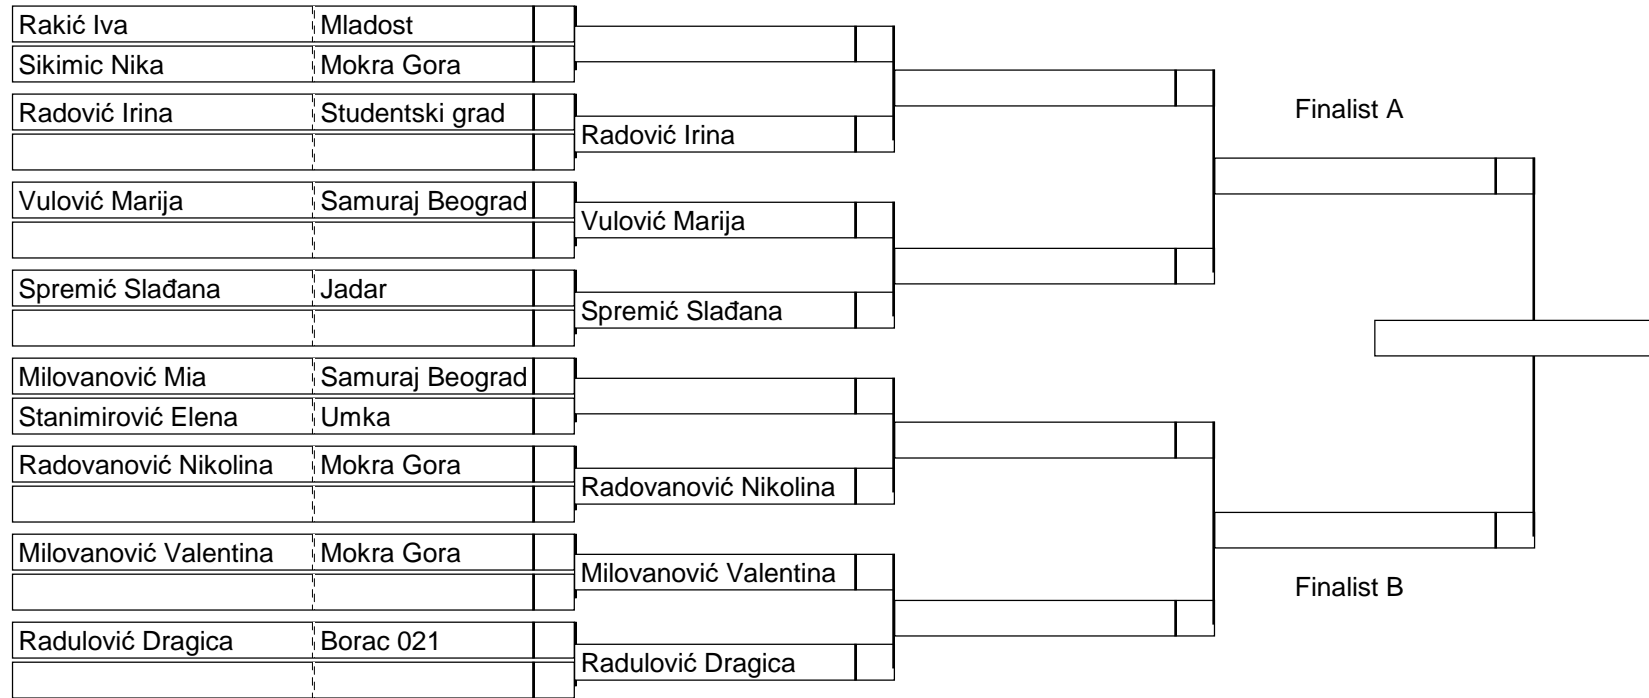 Rakić Iva Mladost
Sikimic Nika Mokra Gora
Finalist A
Radović Irina Studentski grad
Radović Irina
Vulović Marija Samuraj Beograd
Vulović Marija
Spremić Slađana Jadar
Spremić Slađana
Milovanović Mia Samuraj Beograd
Stanimirović Elena Umka
Radovanović Nikolina Mokra Gora
Radovanović Nikolina
Milovanović Valentina Mokra Gora
Milovanović Valentina
Finalist B
Radulović Dragica Borac 021
Radulović Dragica